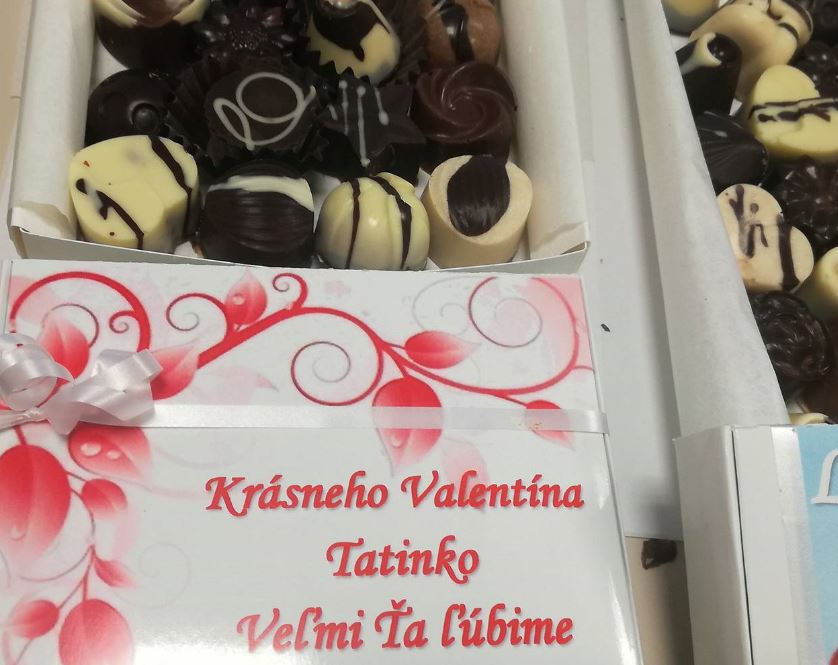 Krásneho Valentína
Tatinko
Veľmi Ťa ľúbime